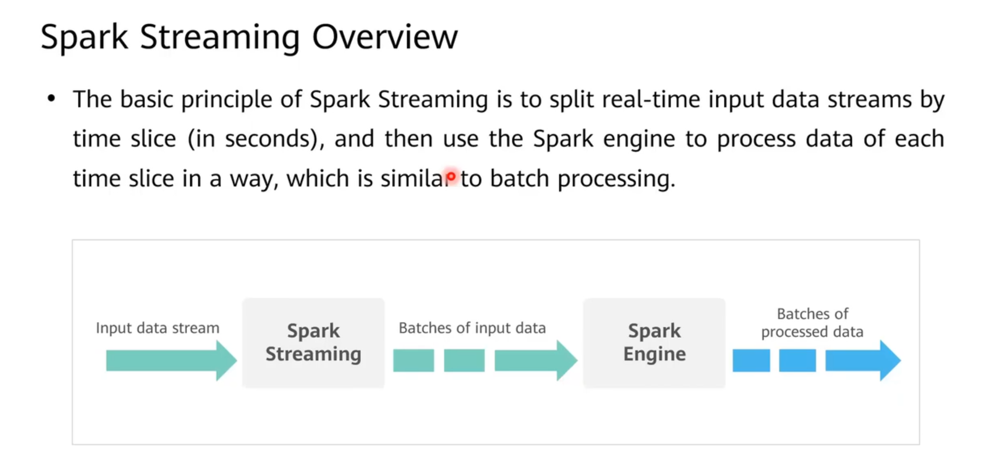 Spark Streaming Overview
• The basic principle of Spark Streaming is to split real-time input data streams by
time slice (in seconds), and then use the Spark engine to process data of each
time slice in a way, which is similar to batch processing.
Input data stream
Spark
Streaming
Batches of input data
Spark
Engine
Batches of
processed data